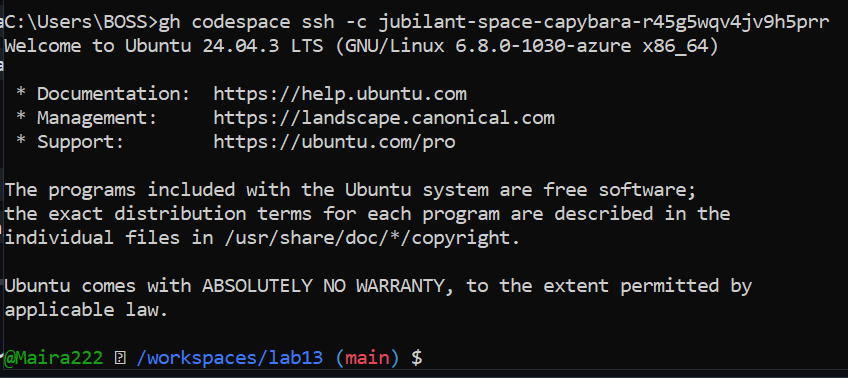 C:\Users\BOSS>gh codespace ssh -c jubilant-space-capybara-r45g5wqv4jv9h5prr
Welcome to Ubuntu 24.04.3 LTS (GNU/Linux 6.8.0-1030-azure x86_64)

 * Documentation:  https://help.ubuntu.com
 * Management:     https://landscape.canonical.com
 * Support:        https://ubuntu.com/pro

The programs included with the Ubuntu system are free software;
the exact distribution terms for each program are described in the
individual files in /usr/share/doc/*/copyright.

Ubuntu comes with ABSOLUTELY NO WARRANTY, to the extent permitted by
applicable law.

@Maira222 /workspaces/lab13 (main) $